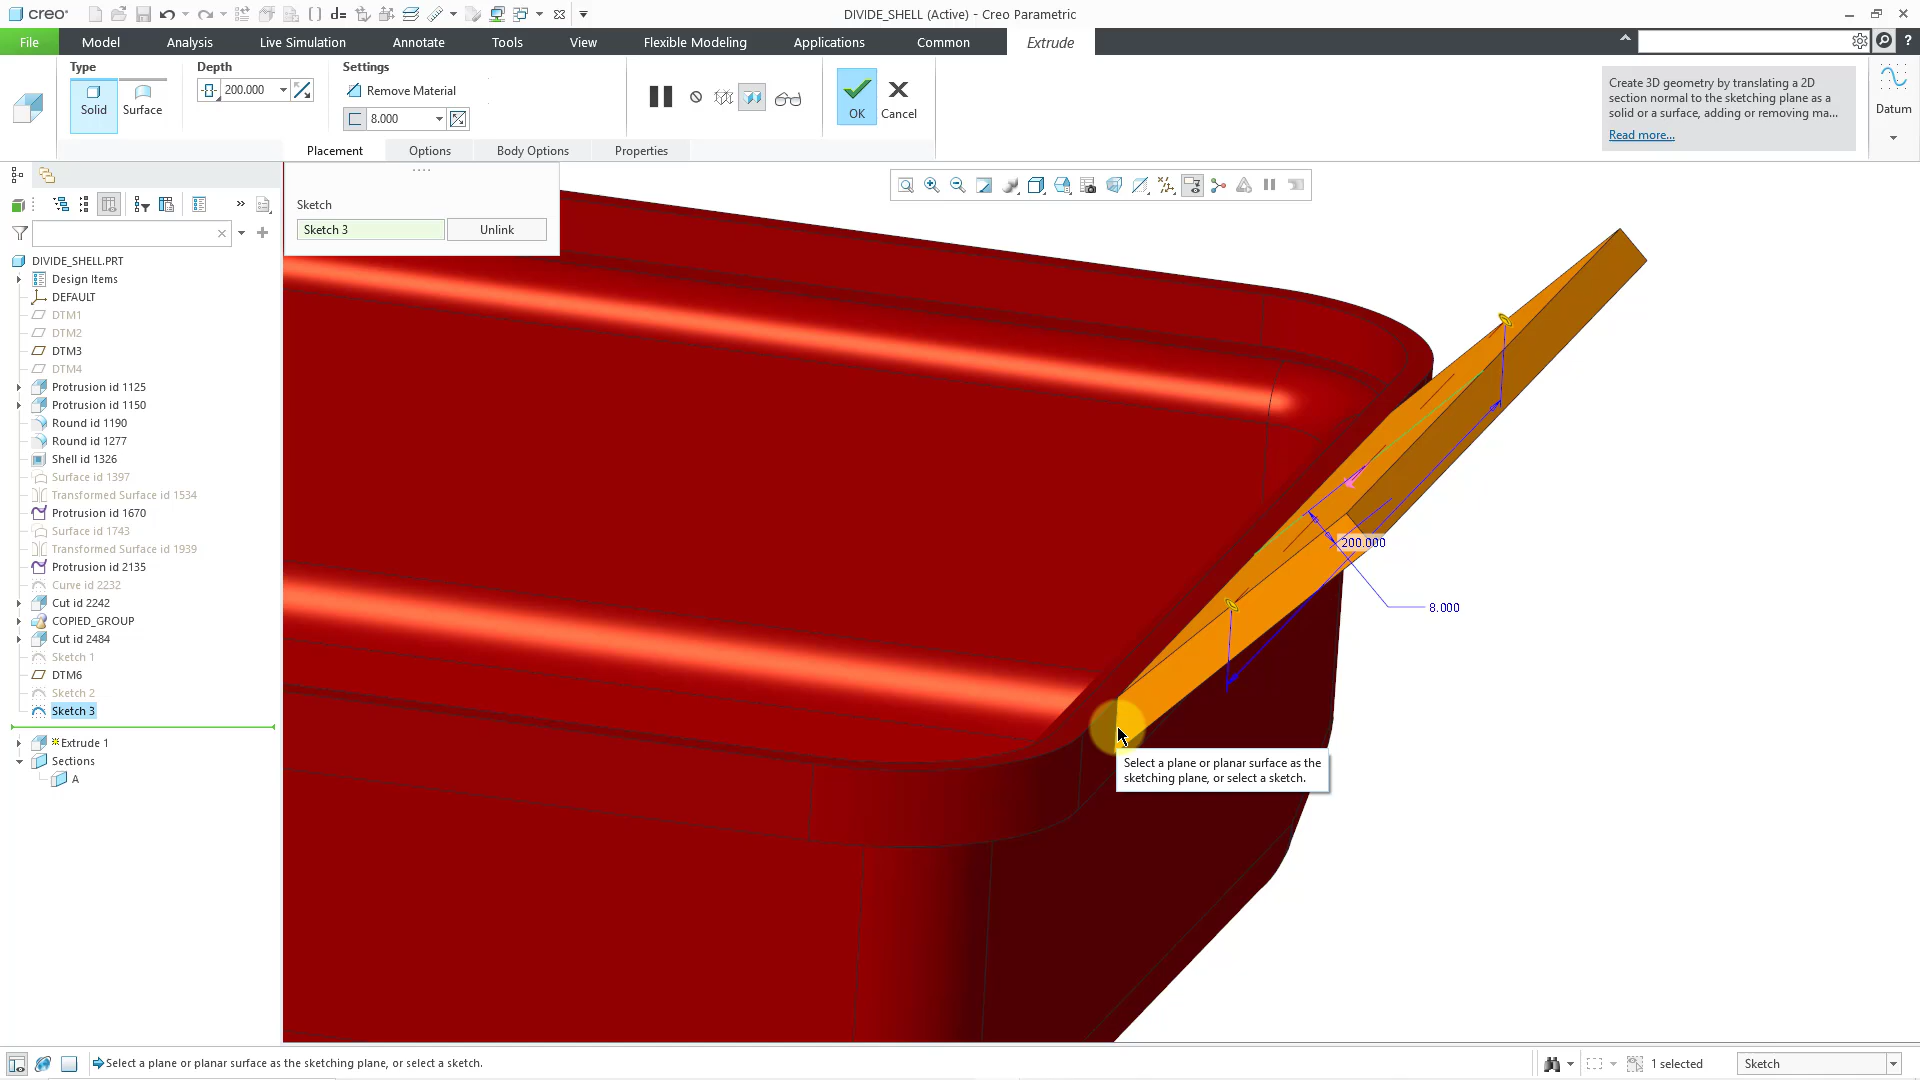 creo
d=
DIVIDE_SHELL (Active) - Creo Parametric
File
Model
Analysis
Live Simulation
Annotate
Tools
View
Flexible Modeling
Applications
Common
Extrude
?
Type
Solid
Surface
Depth
200.000
Settings
Remove Material
8.000
OK
Cancel
Create 3D geometry by translating a 2D
section normal to the sketching plane as a
solid or a surface, adding or removing ma...
Read more...
Datum
Placement
Options
Body Options
Properties
Sketch
Sketch 3
Unlink
DIVIDE_SHELL.PRT
Design Items
DEFAULT
DTM1
DTM2
DTM3
DTM4
Protrusion id 1125
Protrusion id 1150
Round id 1190
Round id 1277
Shell id 1326
Surface id 1397
Transformed Surface id 1534
Protrusion id 1670
Surface id 1743
Transformed Surface id 1939
Protrusion id 2135
Curve id 2232
Cut id 2242
COPIED_GROUP
Cut id 2484
Sketch 1
DTM6
Sketch 2
Sketch 3
Extrude 1
Sections
A
200.000
8.000
Select a plane or planar surface as the
sketching plane, or select a sketch.
Select a plane or planar surface as the sketching plane, or select a sketch.
1 selected
Sketch